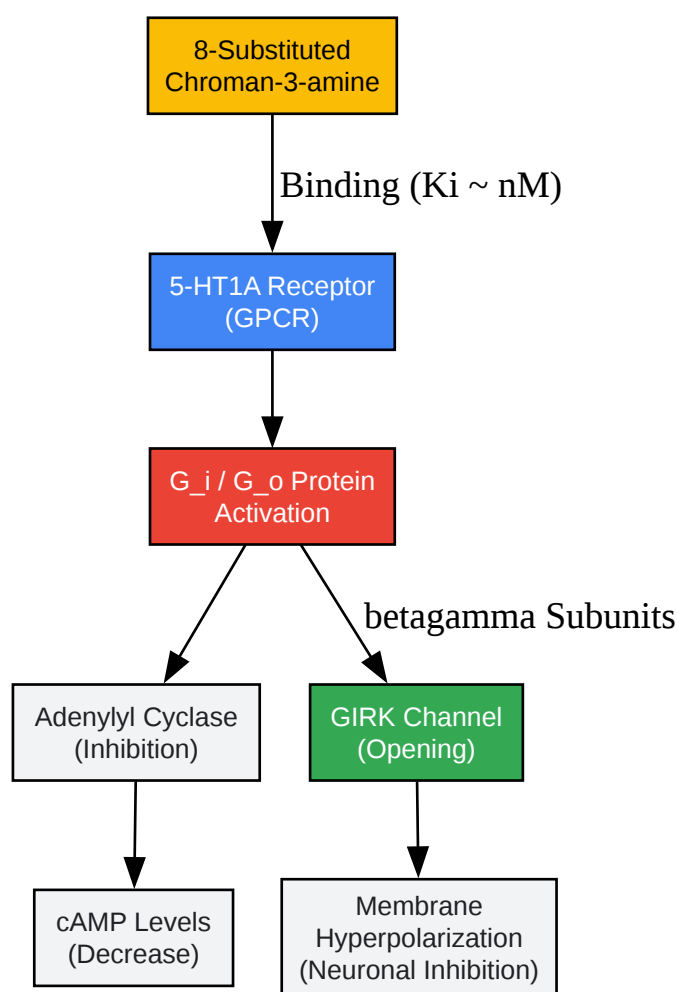 8-Substituted
Chroman-3-amine
Binding (Ki ~ nM)
5-HT1A Receptor
(GPCR)
G_i / G_o Protein
Activation
betagamma Subunits
Adenylyl Cyclase
(Inhibition)
GIRK Channel
(Opening)
cAMP Levels
(Decrease)
Membrane
Hyperpolarization
(Neuronal Inhibition)